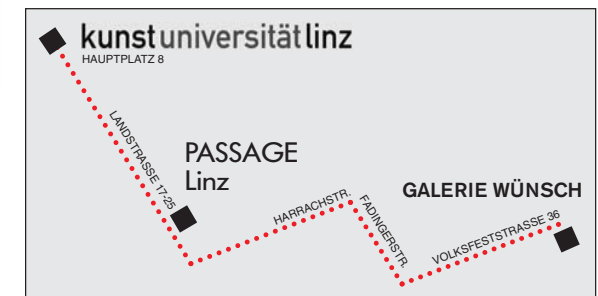 kunstuniversitätlinz
HAUPTPLATZ 8
LANDSTRASSE 17-25
PASSAGE
Linz
HARRACHSTR.
FADINGERSTR.
GALERIE WÜNSCH
VOLKSFESTSTRASSE 36